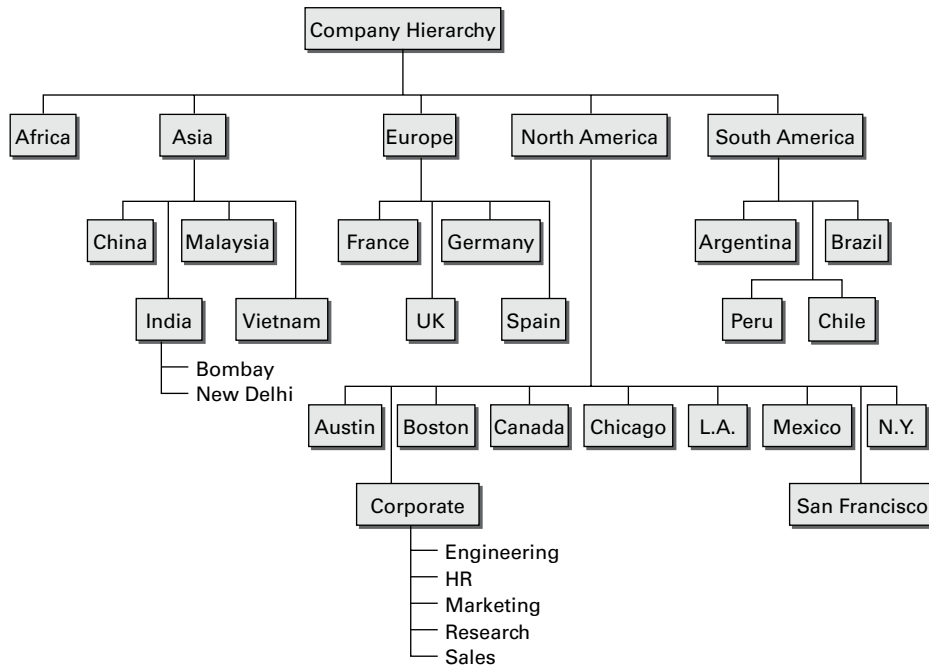 Company Hierarchy
Africa
Asia
Europe
North America
South America
China
Malaysia
France
Germany
Argentina
Brazil
India
Vietnam
UK
Spain
Peru
Chile
Bombay
New Delhi
Austin
Boston
Canada
Chicago
L.A.
Mexico
N.Y.
Corporate
San Francisco
Engineering
HR
Marketing
Research
Sales